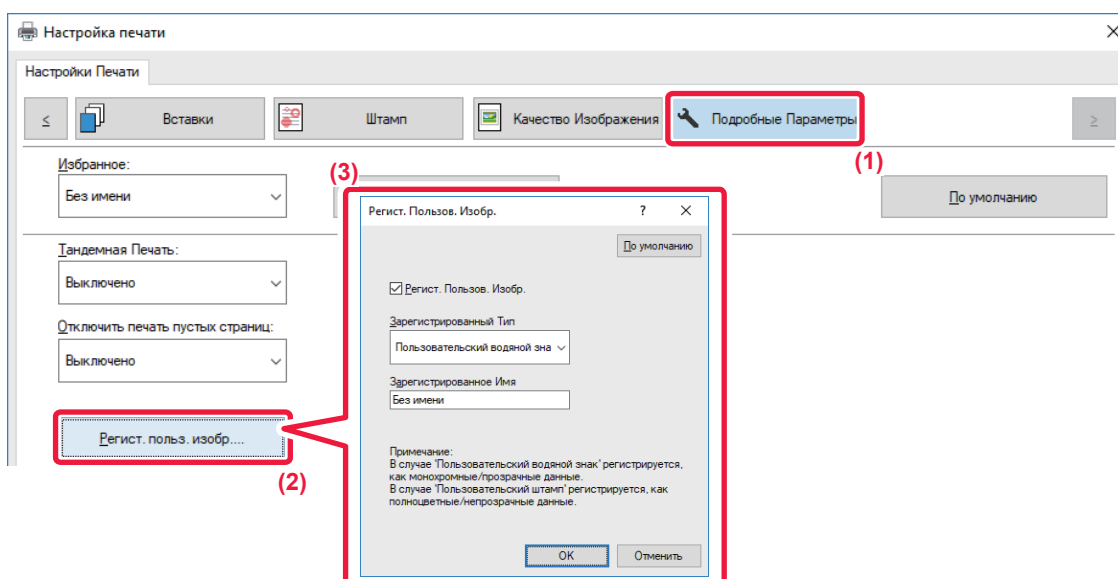 Настройка печати
Настройки Печати
<
Вставки
Штамп
Качество Изображения
Подробные Параметры
>
(1)
Избранное:
Без имени
По умолчанию
Тандемная Печать:
Выключено
Отключить печать пустых страниц:
Выключено
Регист. польз. изобр....
(2)
(3)
Регист. Пользов. Изобр.
?
По умолчанию
Регист. Пользов. Изобр.
Зарегистрированный Тип
Пользовательский водяной зна
Зарегистрированное Имя
Без имени
Примечание:
В случае 'Пользовательский водяной знак' регистрируется,
как монохромные/прозрачные данные.
В случае 'Пользовательский штамп' регистрируется, как
полноцветные/непрозрачные данные.
OK
Отменить